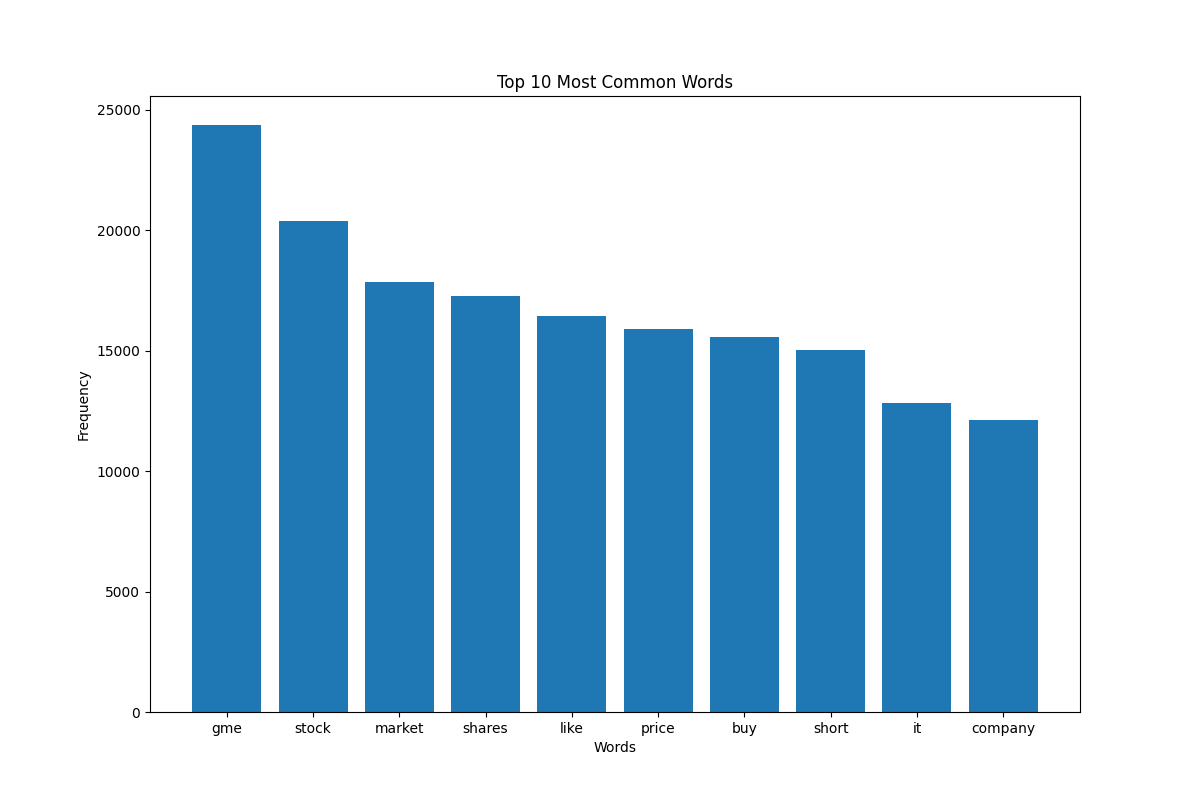 Top 10 Most Common Words
25000
20000
15000
10000
5000
0
Frequency
gme stock market shares like price buy short it company
Words